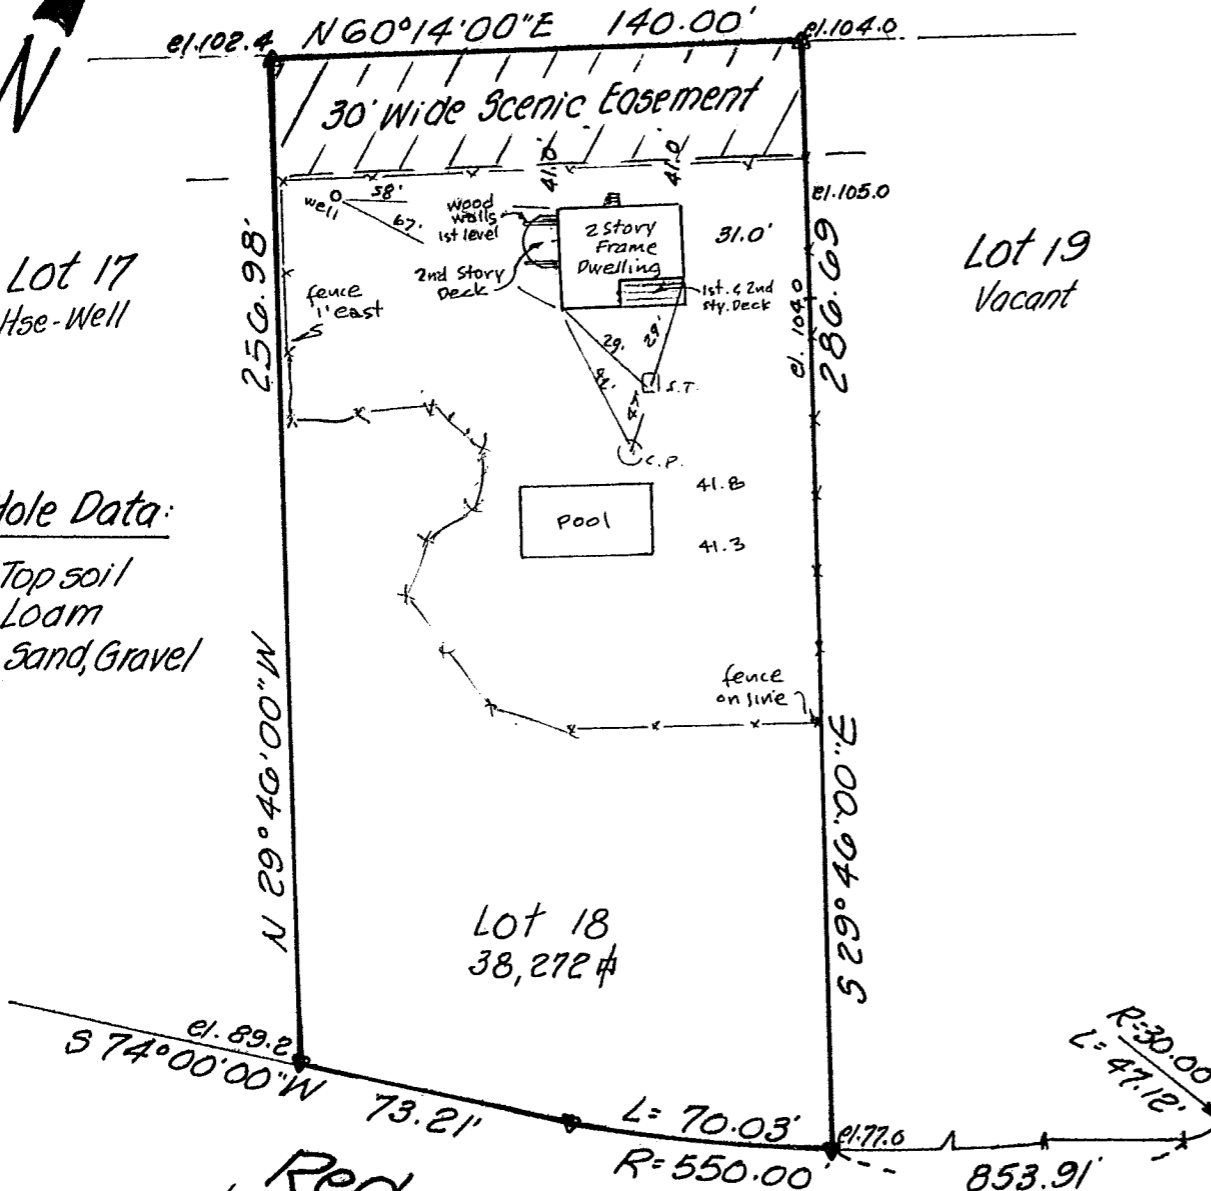 N
el.102.4
N 60°14'00"E 140.00'
el.104.0
30' Wide Scenic Easement
41.0'
41.0'
el.105.0
well
58'
67'
wood
walls
1st level
2 Story
Frame
Dwelling
31.0'
2nd Story
Deck
1st. & 2nd
Sty. Deck
Lot 17
Hse-Well
256.98'
fence
1' east
el. 104.0
286.69
Lot 19
Vacant
29.
29'
S.T.
C.P.
41.8
41.3
Pool
Hole Data:
Top soil
Loam
Sand, Gravel
fence
on line
N 29°46'00"W
S 29°46'00"E
Lot 18
38,272
el. 89.2
S 74°00'00"W
73.21'
L= 70.03'
R=550.00'
el.77.0
853.91'
R=30.00
L= 47.12'
Red